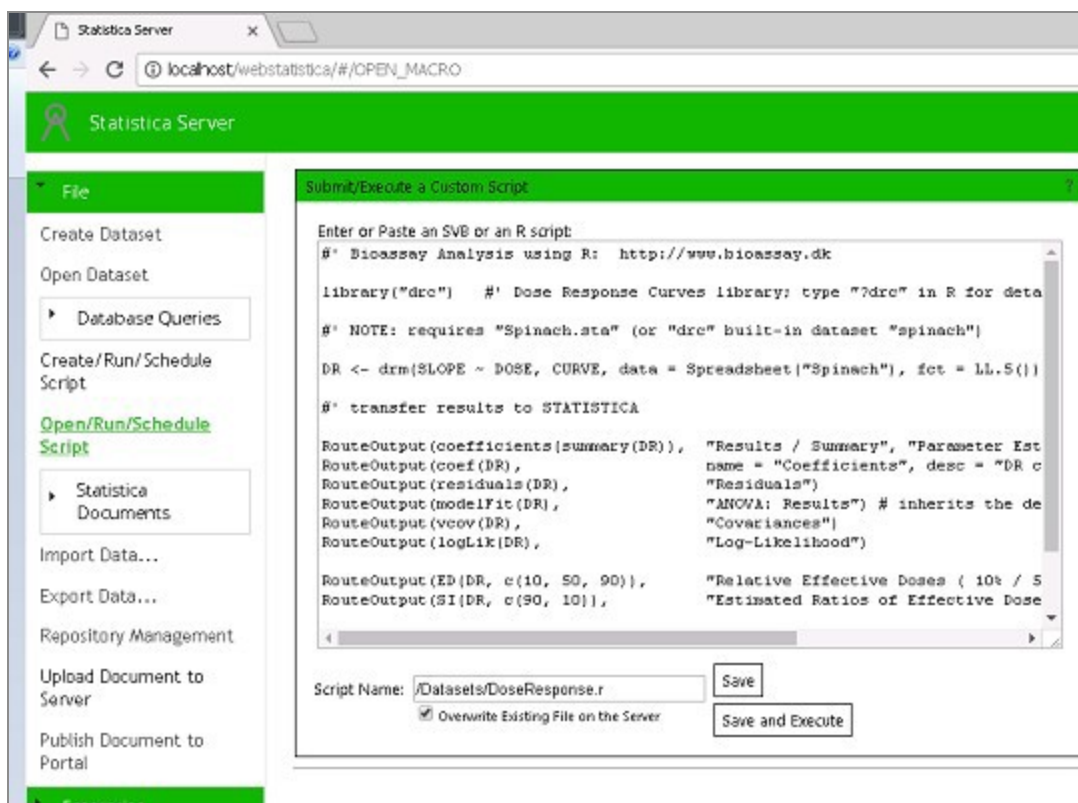 Statistica Server
localhost/webstatistica/#/OPEN_MACRO
Statistica Server
File
Create Dataset
Open Dataset
Database Queries
Create/Run/Schedule
Script
Open/Run/Schedule
Script
Statistica
Documents
Import Data...
Export Data...
Repository Management
Upload Document to
Server
Publish Document to
Portal
Submit/Execute a Custom Script ?
Enter or Paste an SVB or an R script:
#' Bioassay Analysis using R:  http://www.bioassay.dk
library("drc")   #' Dose Response Curves library; type "?drc" in R for deta
#' NOTE: requires "Spinach.sta" (or "drc" built-in dataset "spinach")
DR <- drm(SLOPE ~ DOSE, CURVE, data = Spreadsheet("Spinach"), fct = LL.5())
#' transfer results to STATISTICA
RouteOutput(coefficients(summary(DR)),  "Results / Summary", "Parameter Est
RouteOutput(coef(DR),                   name = "Coefficients", desc = "DR c
RouteOutput(residuals(DR),              "Residuals")
RouteOutput(modelFit(DR),               "ANOVA: Results") # inherits the de
RouteOutput(vcov(DR),                   "Covariances")
RouteOutput(logLik(DR),                 "Log-Likelihood")
RouteOutput(ED(DR, c(10, 50, 90)),      "Relative Effective Doses ( 10% / 5
RouteOutput(SI(DR, c(90, 10)),          "Estimated Ratios of Effective Dose
Script Name: /Datasets/DoseResponse.r
Save
Overwrite Existing File on the Server
Save and Execute